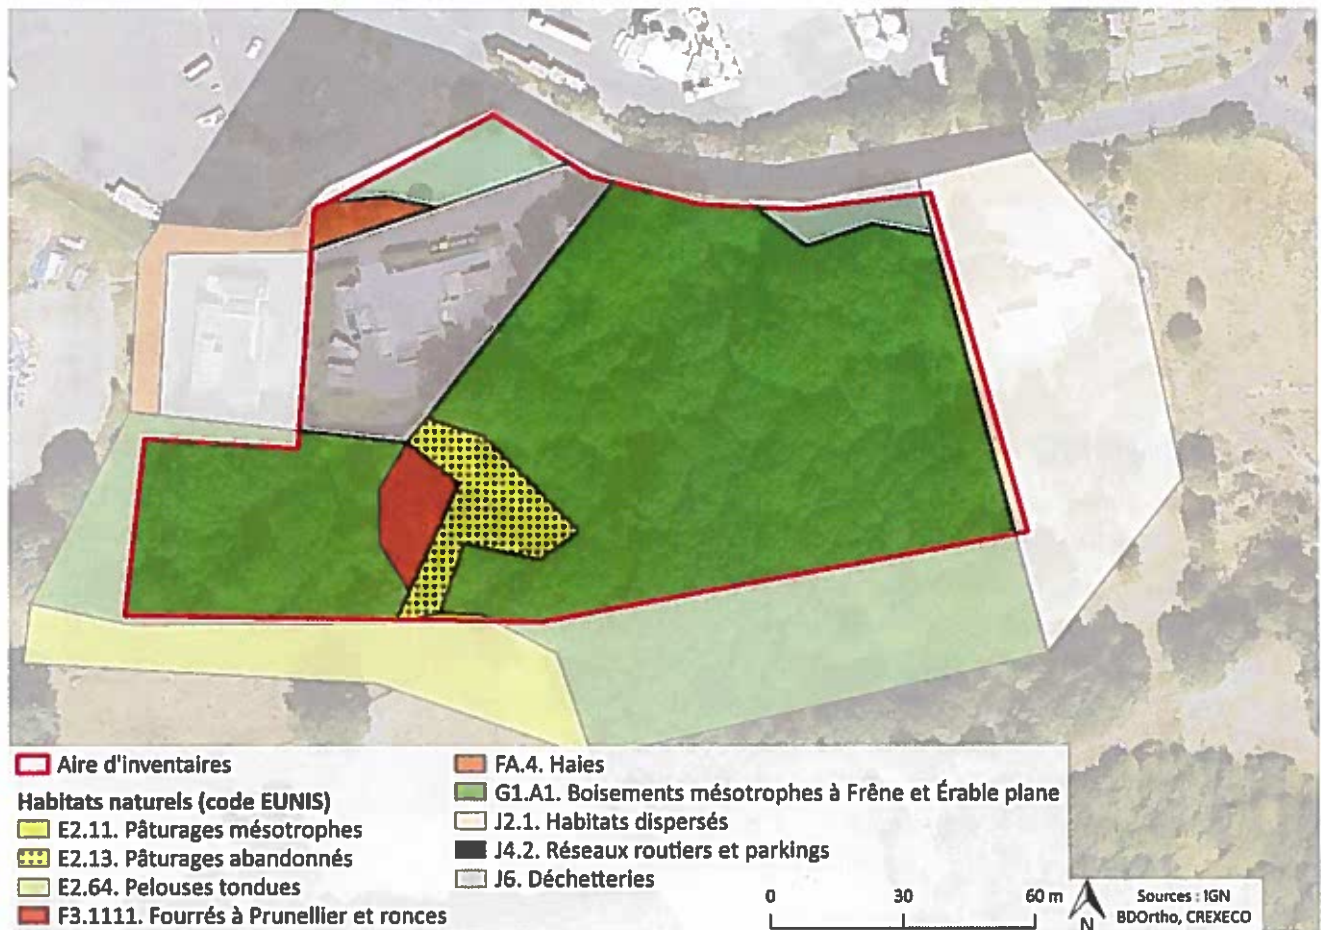 Aire d'inventaires
Habitats naturels (code EUNIS)
E2.11. Pâturages mésotrophes
E2.13. Pâturages abandonnés
E2.64. Pelouses tondues
F3.1111. Fourrés à Prunellier et ronces
FA.4. Haies
G1.A1. Boisements mésotrophes à Frêne et Érable plane
J2.1. Habitats dispersés
J4.2. Réseaux routiers et parkings
J6. Déchetteries
0 30 60 m
N
Sources : IGN
BDOrtho, CREXECO